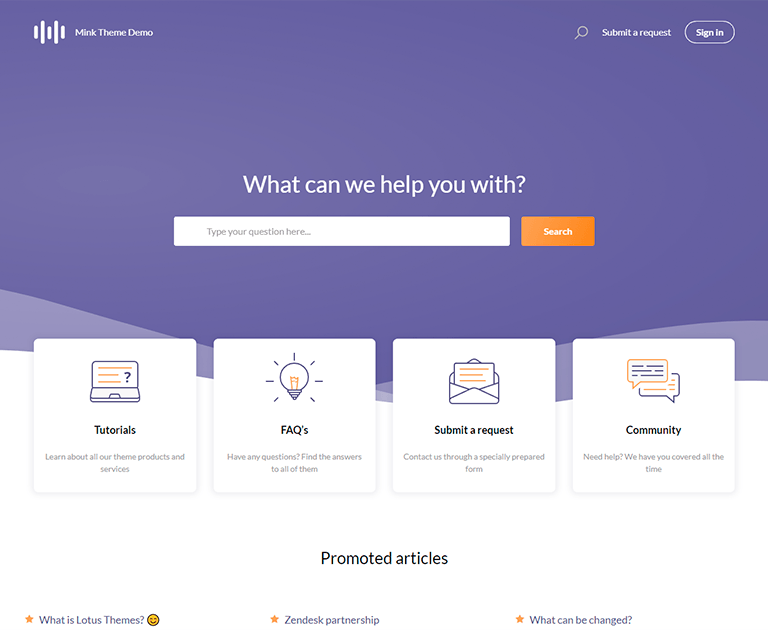 Mink Theme Demo
Submit a request
Sign in
What can we help you with?
Type your question here...
Search
?
Tutorials
Learn about all our theme products and
services
FAQ's
Have any questions? Find the answers
to all of them
Submit a request
Contact us through a specially prepared
form
Community
Need help? We have you covered all the
time
Promoted articles
What is Lotus Themes? 😀
Zendesk partnership
What can be changed?